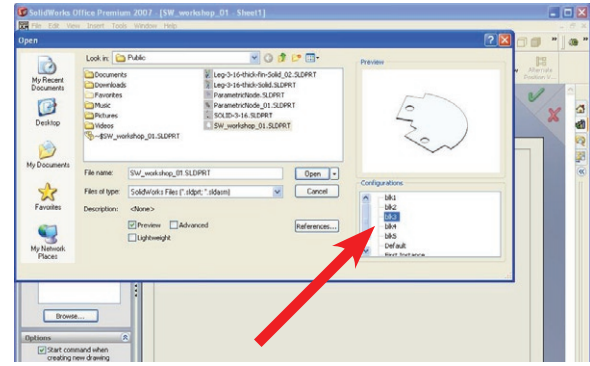 SolidWorks Office Premium 2007 - [SW_workshop_01 - Sheet1]
File Edit View Insert Tools Window Help
Open
Look in: Public
Preview
My Recent Documents
Desktop
My Documents
Favorites
My Network Places
Documents
Downloads
Favorites
Music
Pictures
Videos
~$SW_workshop_01.SLDPRT
Leg-3-16-thick-fin-Solid_02.SLDPRT
Leg-3-16-thick-Solid.SLDPRT
ParametricNode.SLDPRT
ParametricNode_01.SLDPRT
SOLID-3-16.SLDPRT
SW_workshop_01.SLDPRT
File name: SW_workshop_01.SLDPRT
Open
Files of type: SolidWorks Files (*.sldprt; *.sldasm)
Cancel
Description: <None>
Preview Advanced
References...
Lightweight
Configurations
blk1
blk2
blk3
blk4
blk5
Default
First Instance
Alternate
Position V...
Browse...
Options
Start command when
creating new drawing